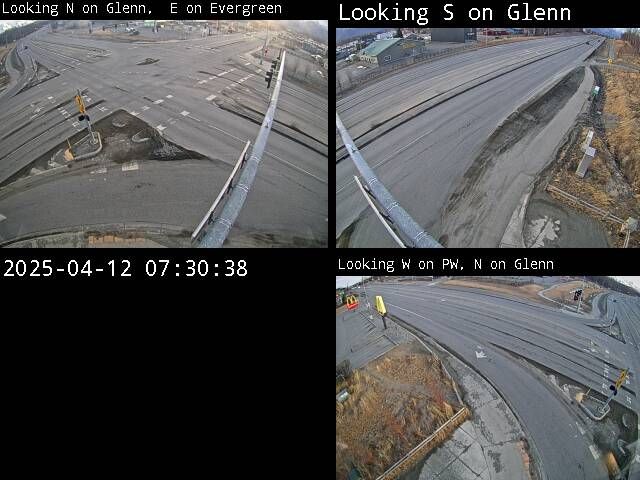 Looking N on Glenn, E on Evergreen
Looking S on Glenn
2025-04-12 07:30:38
Looking W on PW, N on Glenn